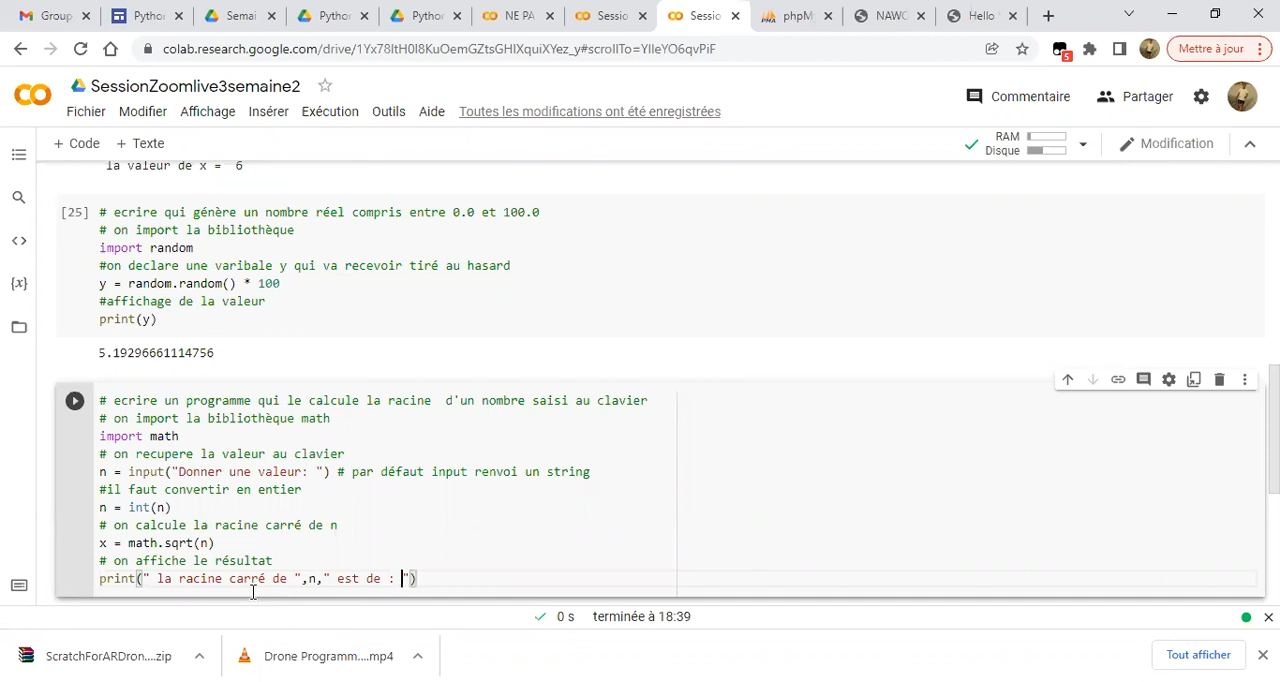 Group
Python
Semai
Python
Python
NE PA
Sessio
Sessio
phpMy
NAWC
Hello
colab.research.google.com/drive/1Yx78ItH0I8KuOemGZtsGHIXquiXYez_y#scrollTo=YIleYO6qvPiF
5
Mettre à jour
SessionZoomlive3semaine2
Fichier Modifier Affichage Insérer Exécution Outils Aide Toutes les modifications ont été enregistrées
Commentaire
Partager
+ Code + Texte
RAM
Disque
Modification
la valeur de x = 6
[25]
# ecrire qui génère un nombre réel compris entre 0.0 et 100.0
# on import la bibliothèque
import random
#on declare une varibale y qui va recevoir tiré au hasard
y = random.random() * 100
#affichage de la valeur
print(y)
5.19296661114756
# ecrire un programme qui le calcule la racine d'un nombre saisi au clavier
# on import la bibliothèque math
import math
# on recupere la valeur au clavier
n = input("Donner une valeur: ") # par défaut input renvoi un string
#il faut convertir en entier
n = int(n)
# on calcule la racine carré de n
x = math.sqrt(n)
# on affiche le résultat
print(" la racine carré de ",n," est de : ")
0 s terminée à 18:39
ScratchForARDron....zip
Drone Programm....mp4
Tout afficher